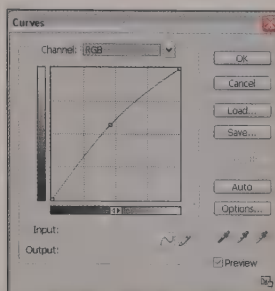 Curves
Channel: RGB
OK
Cancel
Load...
Save...
Auto
Options...
Input:
Output:
Preview